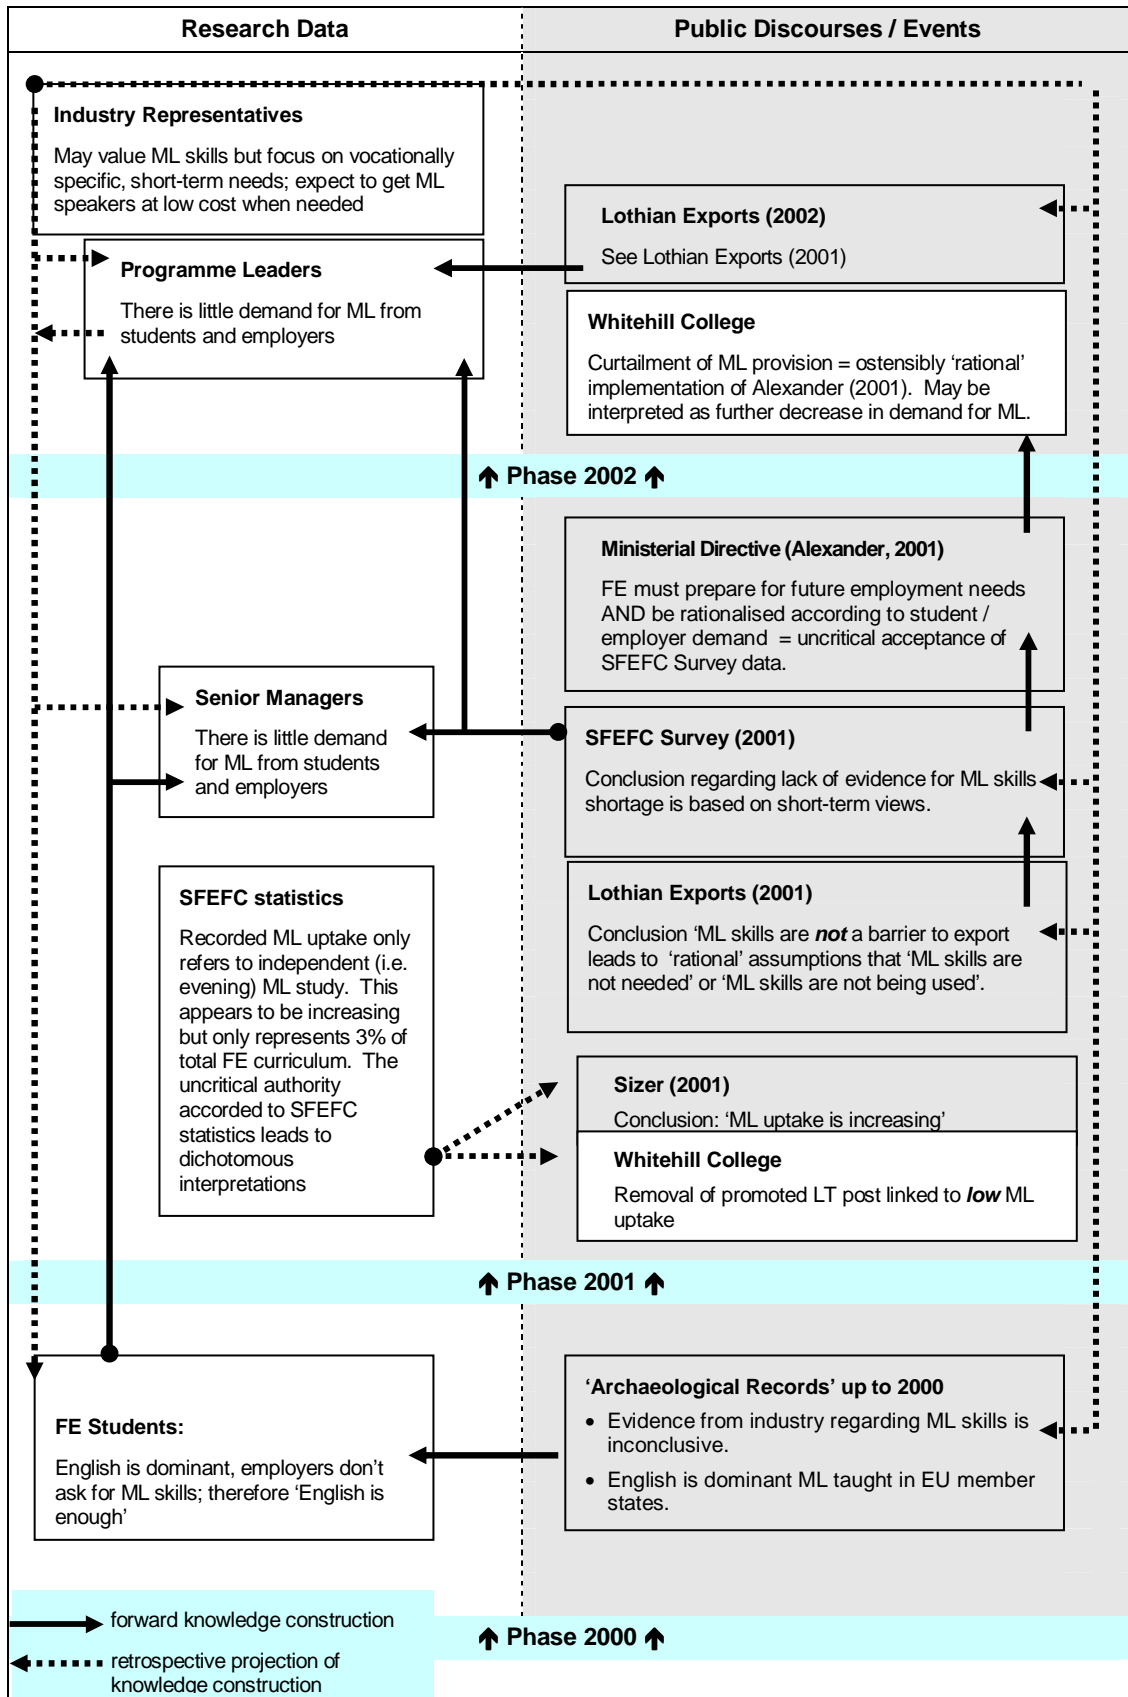 Research Data
Public Discourses / Events
Industry Representatives
May value ML skills but focus on vocationally
specific, short-term needs; expect to get ML
speakers at low cost when needed
Lothian Exports (2002)
See Lothian Exports (2001)
Programme Leaders
There is little demand for ML from
students and employers
Whitehill College
Curtailment of ML provision = ostensibly ‘rational’
implementation of Alexander (2001).  May be
interpreted as further decrease in demand for ML.
↑ Phase 2002 ↑
Ministerial Directive (Alexander, 2001)
FE must prepare for future employment needs
AND be rationalised according to student /
employer demand  = uncritical acceptance of
SFEFC Survey data.
Senior Managers
There is little demand
for ML from students
and employers
SFEFC Survey (2001)
Conclusion regarding lack of evidence for ML skills
shortage is based on short-term views.
SFEFC statistics
Recorded ML uptake only
refers to independent (i.e.
evening) ML study.  This
appears to be increasing
but only represents 3% of
total FE curriculum.  The
uncritical authority
accorded to SFEFC
statistics leads to
dichotomous
interpretations
Lothian Exports (2001)
Conclusion ‘ML skills are not a barrier to export
leads to  ‘rational’ assumptions that ‘ML skills are
not needed’ or ‘ML skills are not being used’.
Sizer (2001)
Conclusion: ‘ML uptake is increasing’
Whitehill College
Removal of promoted LT post linked to low ML
uptake
↑ Phase 2001 ↑
FE Students:
English is dominant, employers don’t
ask for ML skills; therefore ‘English is
enough’
‘Archaeological Records’ up to 2000
• Evidence from industry regarding ML skills is
inconclusive.
• English is dominant ML taught in EU member
states.
forward knowledge construction
retrospective projection of
knowledge construction
↑ Phase 2000 ↑